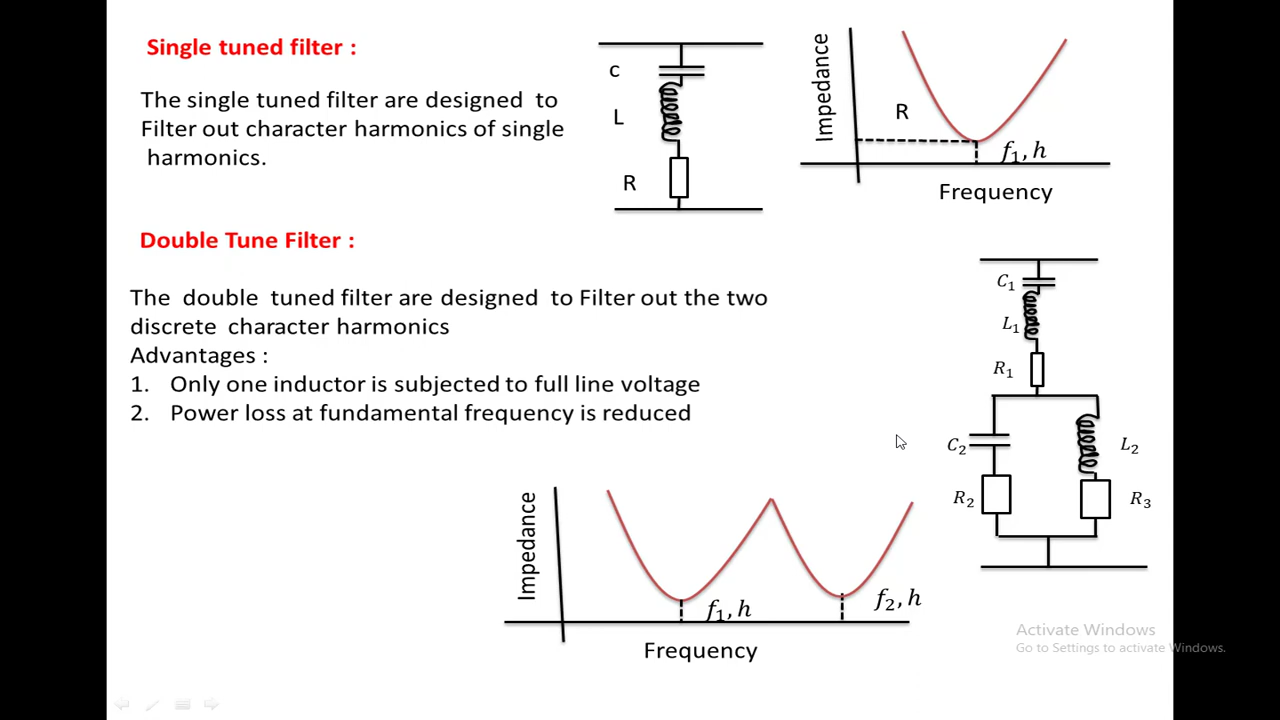 Single tuned filter :
The single tuned filter are designed  to
Filter out character harmonics of single
harmonics.
c
L
R
Impedance
R
f₁, h
Frequency
Double Tune Filter :
The  double  tuned filter are designed  to Filter out the two
discrete  character harmonics
Advantages :
1. Only one inductor is subjected to full line voltage
2. Power loss at fundamental frequency is reduced
C₁
L₁
R₁
C₂
L₂
R₂
R₃
Impedance
f₁, h
f₂, h
Frequency
Activate Windows
Go to Settings to activate Windows.